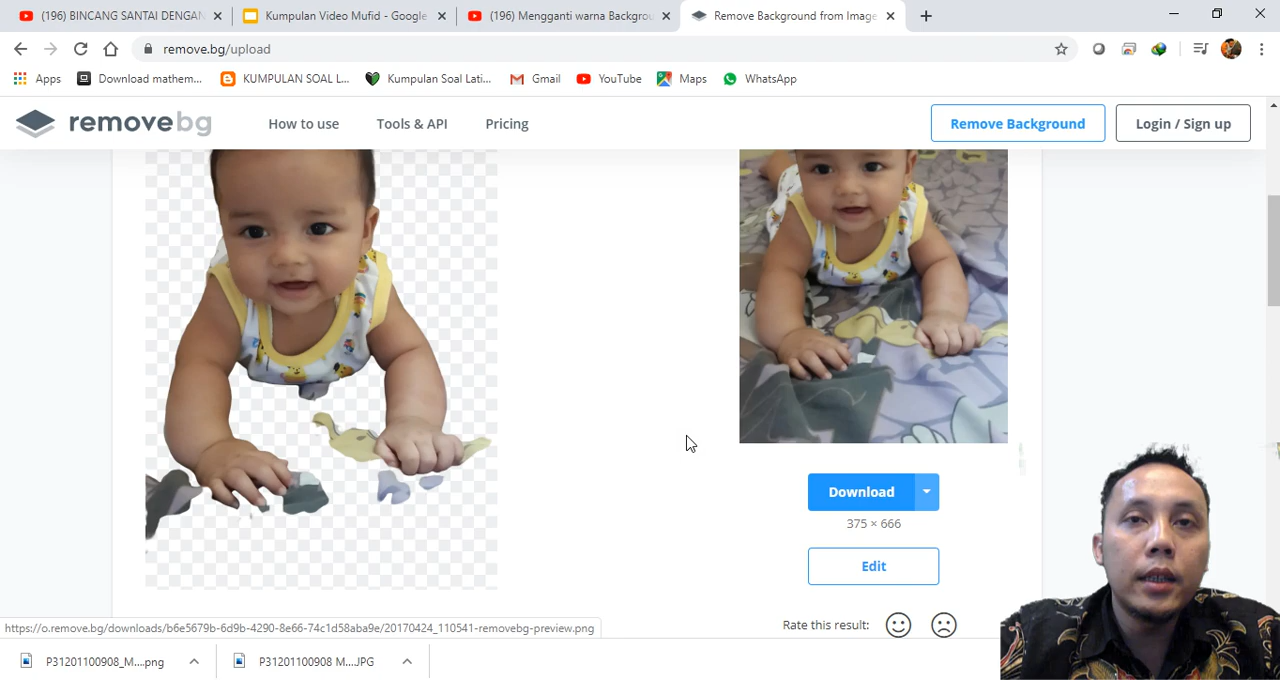 (196) BINCANG SANTAI DENGAN
Kumpulan Video Mufid - Google
(196) Mengganti warna Backgrou
Remove Background from Image
remove.bg/upload
Apps
Download mathem...
KUMPULAN SOAL L...
Kumpulan Soal Lati...
Gmail
YouTube
Maps
WhatsApp
removebg
How to use
Tools & API
Pricing
Remove Background
Login / Sign up
Download
375 × 666
Edit
Rate this result:
https://o.remove.bg/downloads/b6e5679b-6d9b-4290-8e66-74c1d58aba9e/20170424_110541-removebg-preview.png
P31201100908_M....png
P31201100908 M....JPG